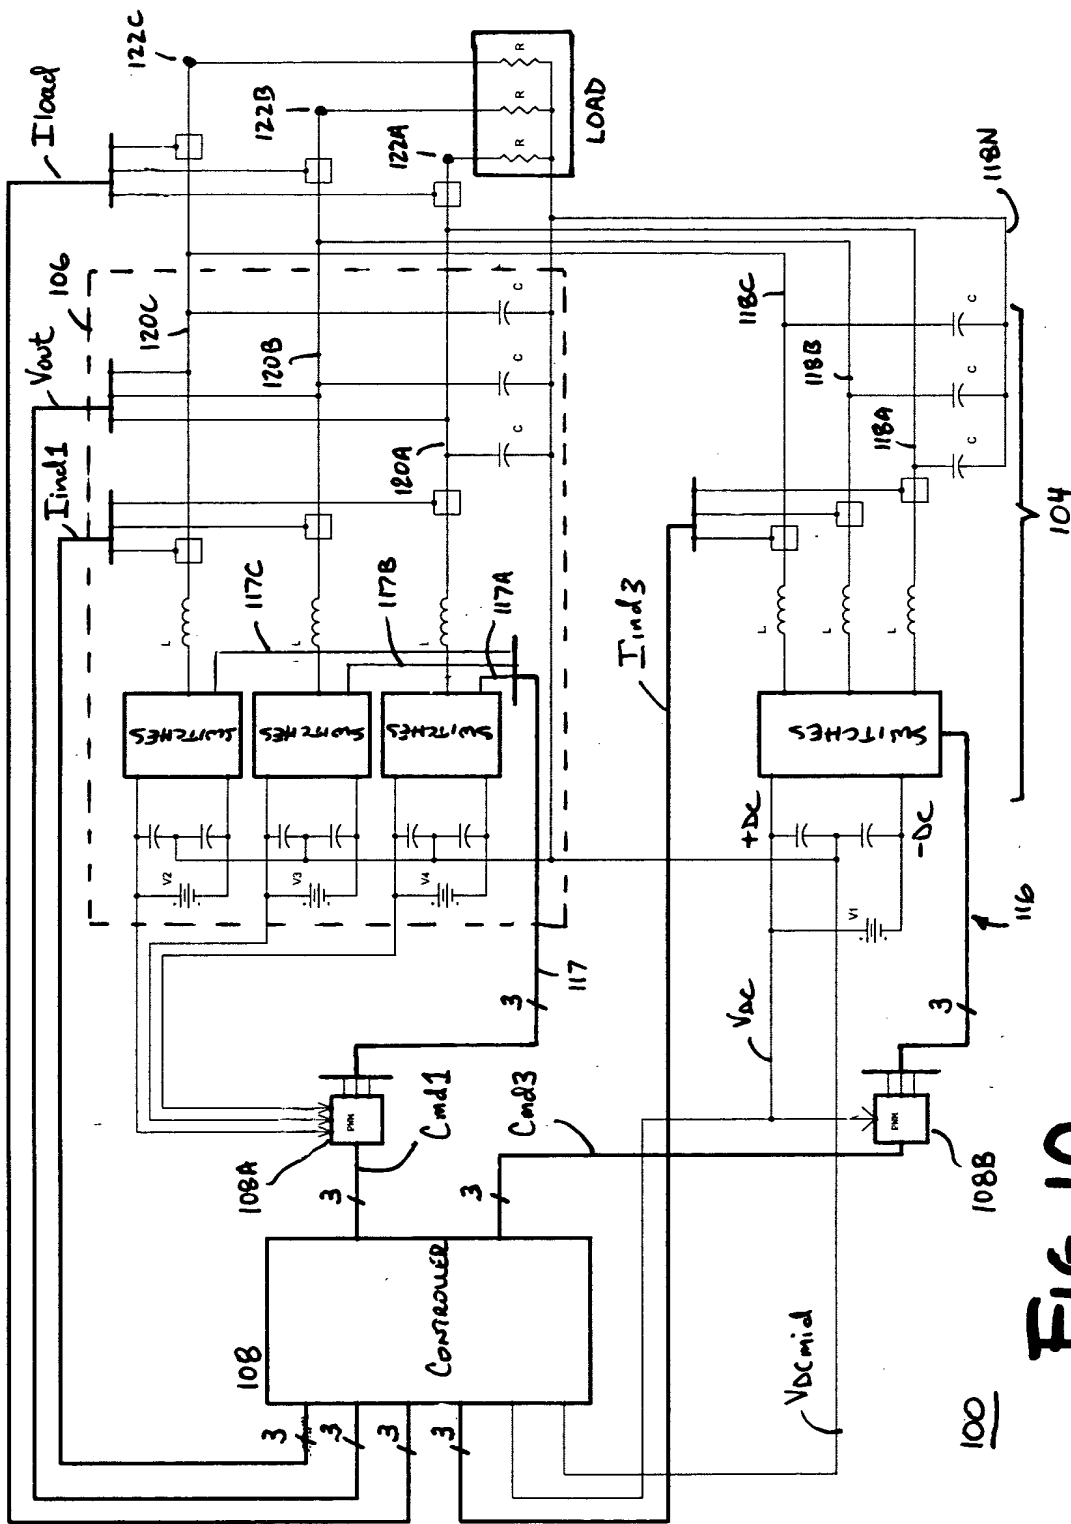 Iload
122C
122B
122A
R
R
R
LOAD
118N
106
Vout
Iind1
120C
120B
120A
C
C
C
118C
118B
118A
C
C
C
104
117C
117B
117A
L
L
L
Iind3
L
L
L
SWITCHES
SWITCHES
SWITCHES
SWITCHES
V2
V3
V4
+DC
-DC
V1
116
117
3
3
VDC
PWM
108A
Cmd1
Cmd3
PWM
108B
3
3
108
CONTROLLER
3
3
3
3
VDCmid
100
FIG. 10